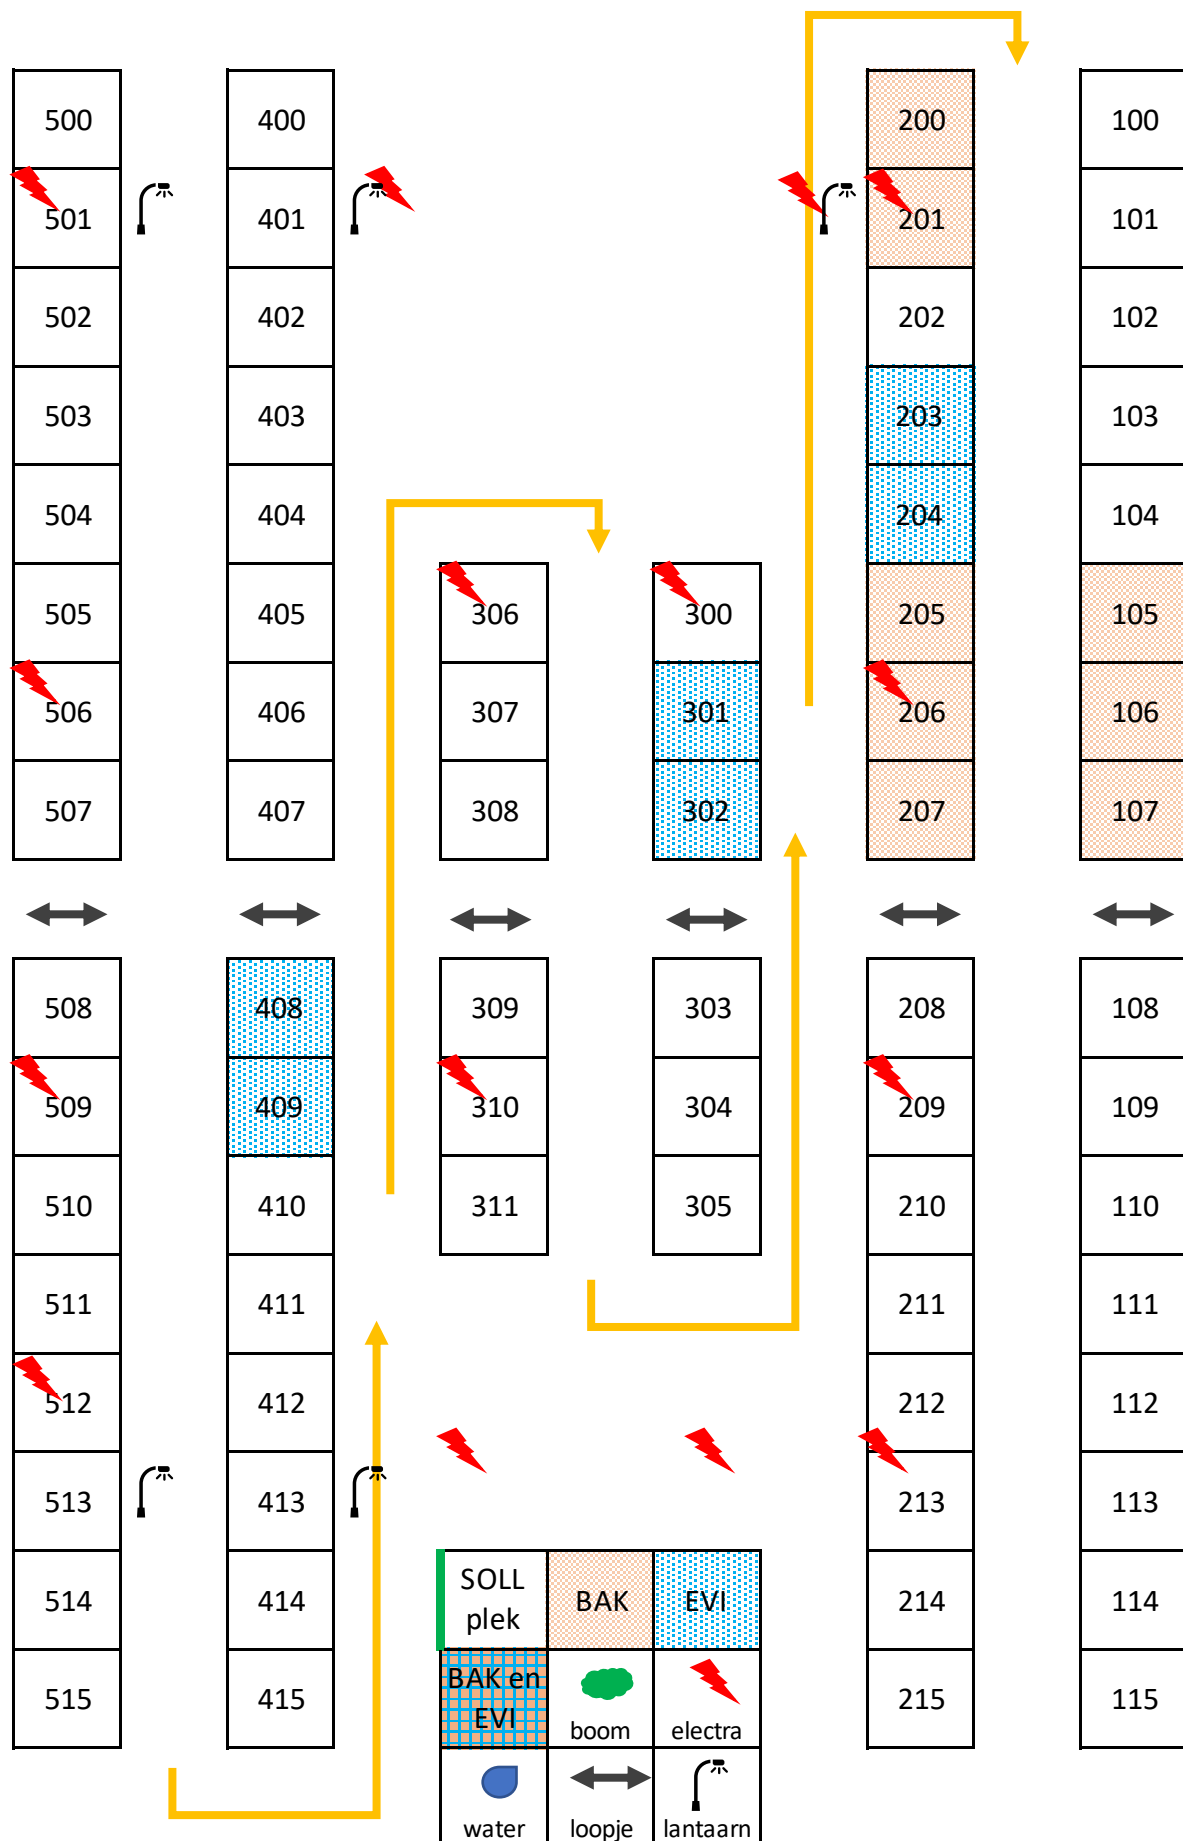 500 400 200 100
501 401 201 101
502 402 202 102
503 403 203 103
504 404 204 104
505 405 306 300 205 105
506 406 307 301 206 106
507 407 308 302 207 107
508 408 309 303 208 108
509 409 310 304 209 109
510 410 311 305 210 110
511 411 211 111
512 412 212 112
513 413 213 113
514 414 214 114
515 415 215 115
SOLL
plek
BAK
EVI
BAK en
EVI
boom
electra
water
loopje
lantaarn